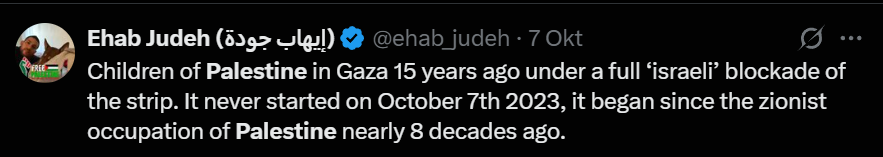 Ehab Judeh (إيهاب جودة) @ehab_judeh · 7 Okt
Children of Palestine in Gaza 15 years ago under a full ‘israeli’ blockade of
the strip. It never started on October 7th 2023, it began since the zionist
occupation of Palestine nearly 8 decades ago.
FREE